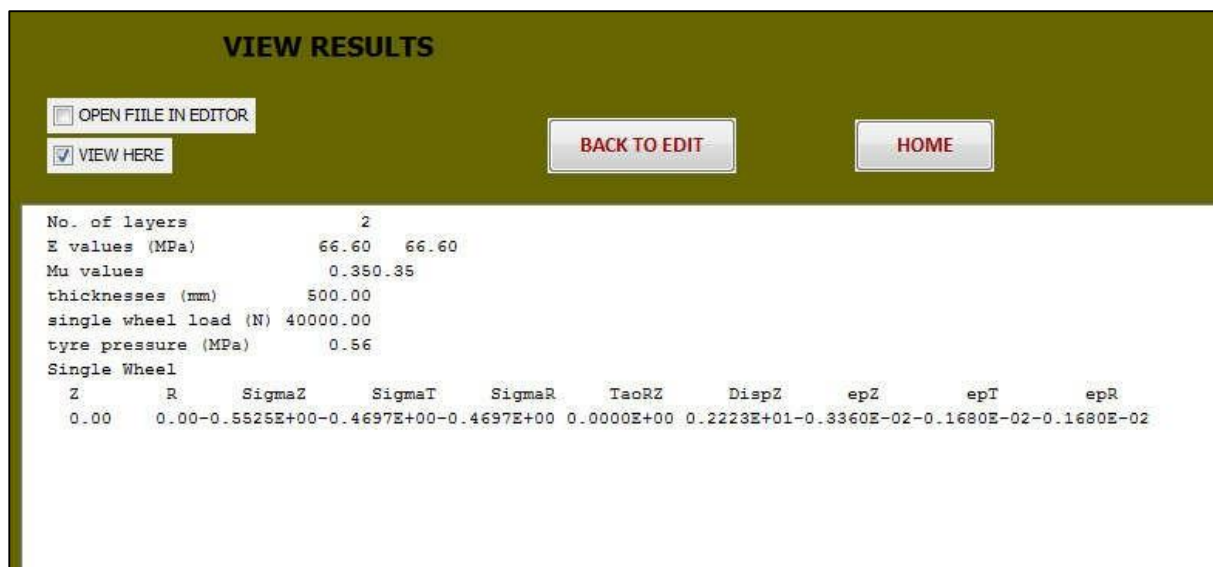 VIEW RESULTS
OPEN FIILE IN EDITOR
VIEW HERE
BACK TO EDIT
HOME
No. of layers 2
E values (MPa) 66.60 66.60
Mu values 0.350.35
thicknesses (mm) 500.00
single wheel load (N) 40000.00
tyre pressure (MPa) 0.56
Single Wheel
Z R SigmaZ SigmaT SigmaR TaoRZ DispZ epZ epT epR
0.00 0.00-0.5525E+00-0.4697E+00-0.4697E+00 0.0000E+00 0.2223E+01-0.3360E-02-0.1680E-02-0.1680E-02